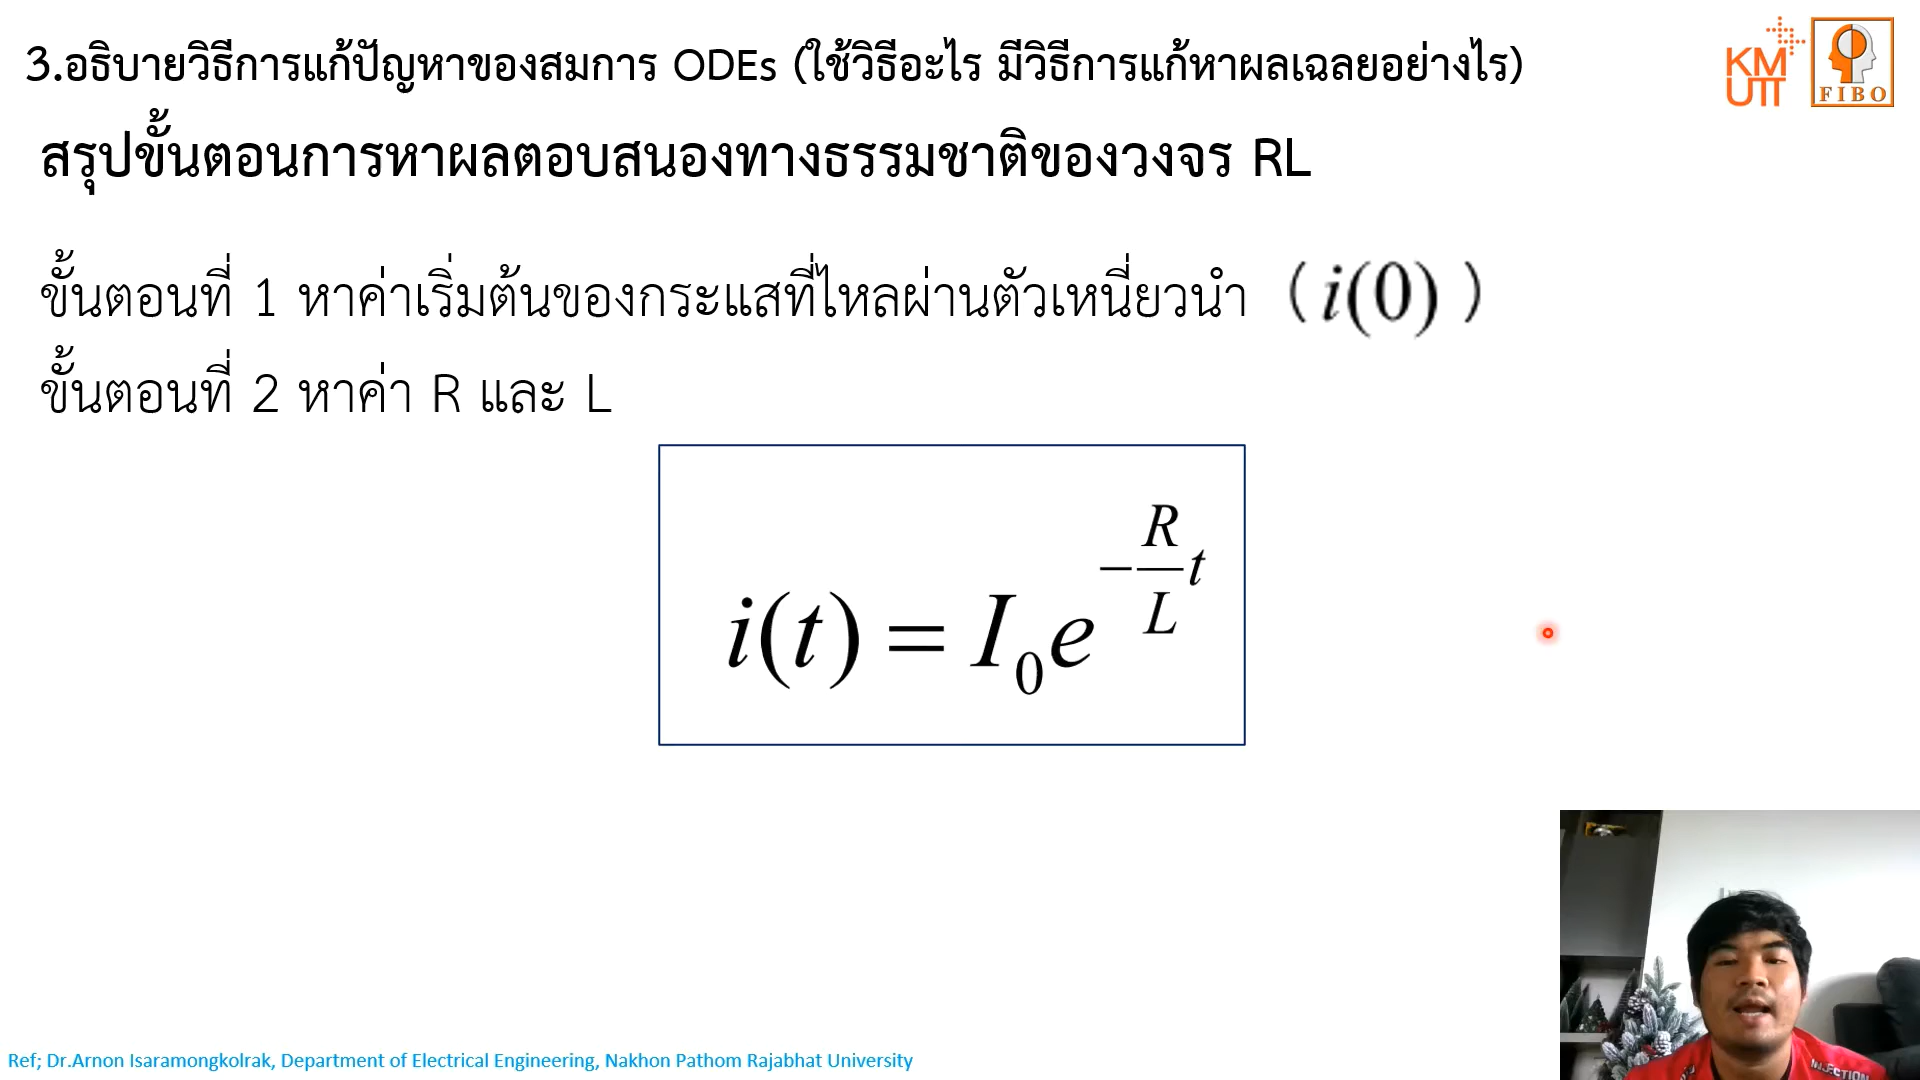 3.อธิบายวิธีการแก้ปัญหาของสมการ ODEs (ใช้วิธีอะไร มีวิธีการแก้หาผลเฉลยอย่างไร)
KMUTT
FIBO
สรุปขั้นตอนการหาผลตอบสนองทางธรรมชาติของวงจร RL
ขั้นตอนที่ 1 หาค่าเริ่มต้นของกระแสที่ไหลผ่านตัวเหนี่ยวนำ ( i(0) )
ขั้นตอนที่ 2 หาค่า R และ L
i(t) = I₀e^{-\frac{R}{L}t}
INJECTION
Ref; Dr.Arnon Isaramongkolrak, Department of Electrical Engineering, Nakhon Pathom Rajabhat University